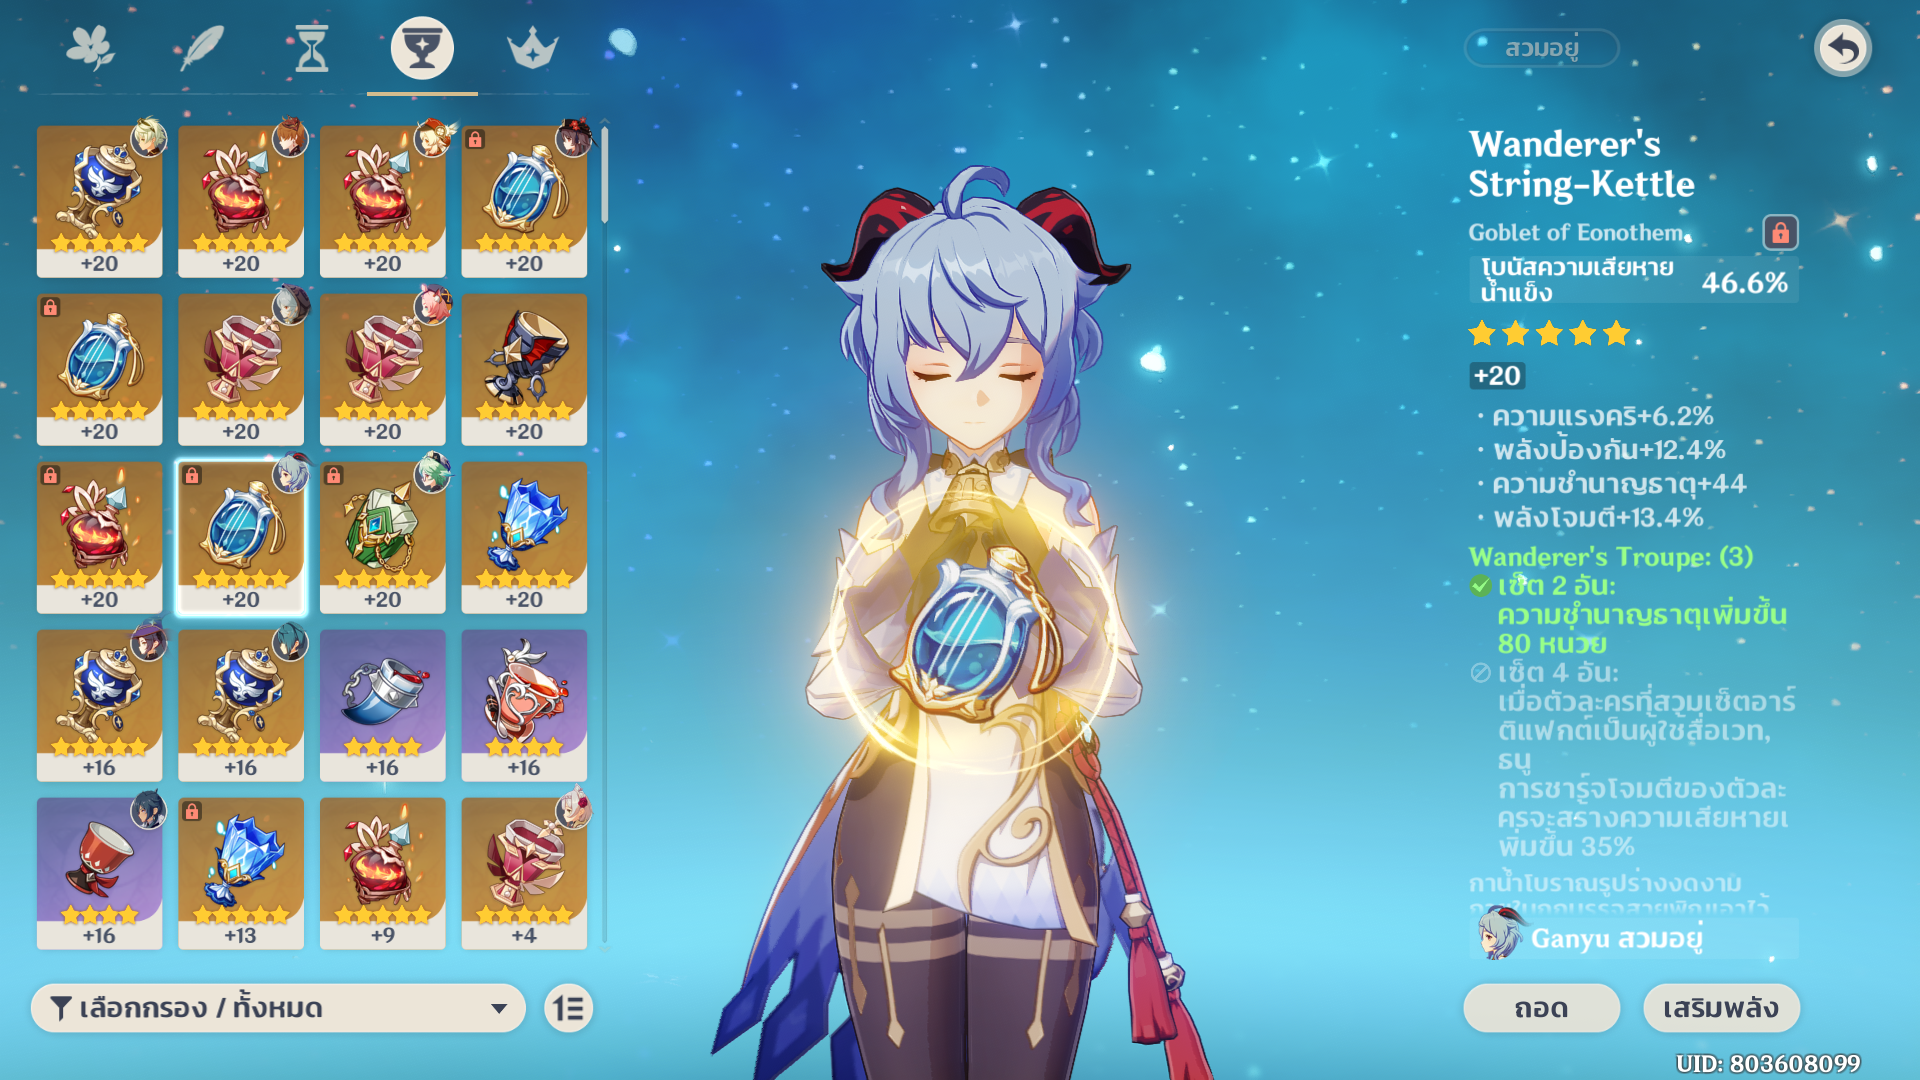 สวมอยู่
Wanderer's
String-Kettle
Goblet of Eonothem
โบนัสความเสียหาย
น้ำแข็ง
46.6%
+20
· ความแรงคริ+6.2%
· พลังป้องกัน+12.4%
· ความชำนาญธาตุ+44
· พลังโจมตี+13.4%
Wanderer's Troupe: (3)
เซ็ต 2 อัน:
ความชำนาญธาตุเพิ่มขึ้น
80 หน่วย
เซ็ต 4 อัน:
เมื่อตัวละครที่สวมเซ็ตอาร์
ติแฟกต์เป็นผู้ใช้สื่อเวท,
ธนู
การชาร์จโจมตีของตัวละ
ครจะสร้างความเสียหายเ
พิ่มขึ้น 35%
กาน้ำโบราณรูปร่างงดงาม
Ganyu สวมอยู่
ถอด
เสริมพลัง
UID: 803608099
+20
+20
+20
+20
+20
+20
+20
+20
+20
+20
+20
+20
+16
+16
+16
+16
+16
+13
+9
+4
เลือกกรอง / ทั้งหมด